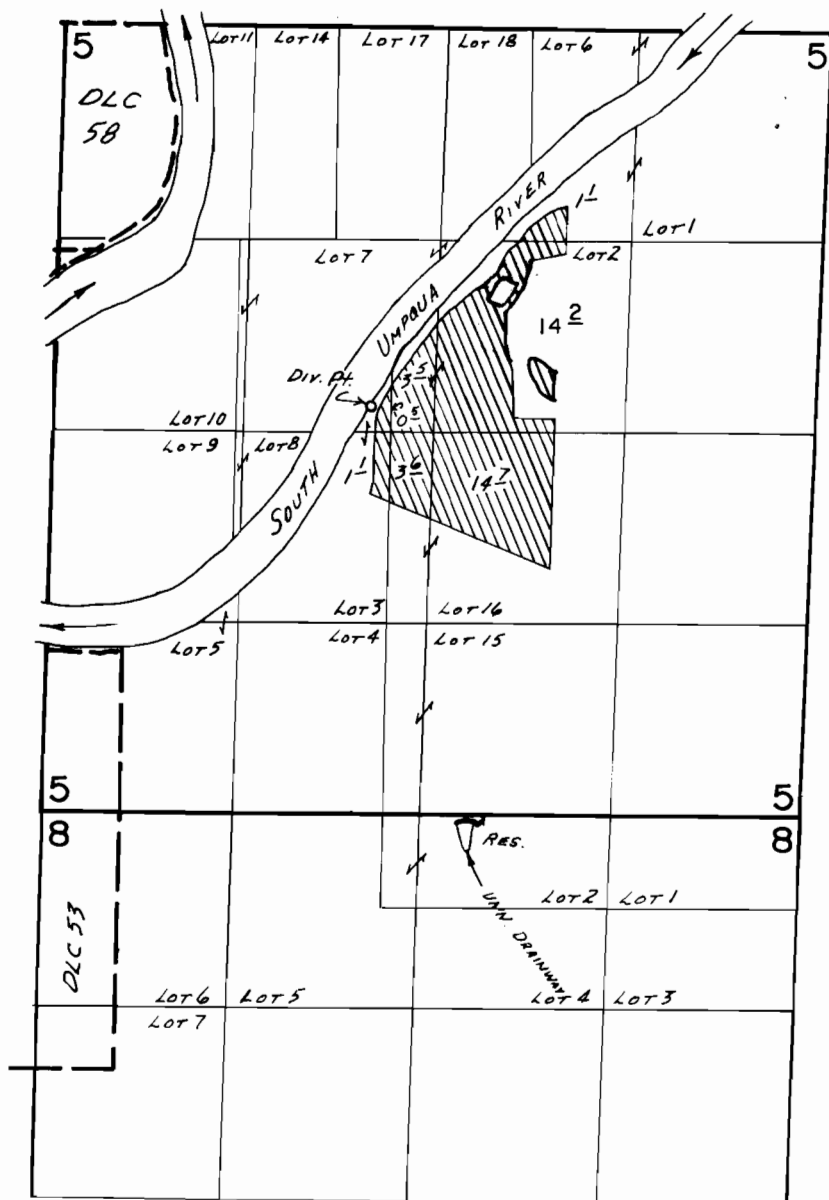 5
LOT 11
LOT 14
LOT 17
LOT 18
LOT 6
5
DLC
58
RIVER
1 1
LOT 7
LOT 2
LOT 1
UMPQUA
14 2
Div. Pt.
3 5
0 5
LOT 10
LOT 9
LOT 8
1 1
3 6
14 7
SOUTH
LOT 3
LOT 16
LOT 5
LOT 4
LOT 15
5
5
8
8
RES.
UNN. DRAINWAY
LOT 2
LOT 1
DLC 53
LOT 6
LOT 5
LOT 4
LOT 3
LOT 7